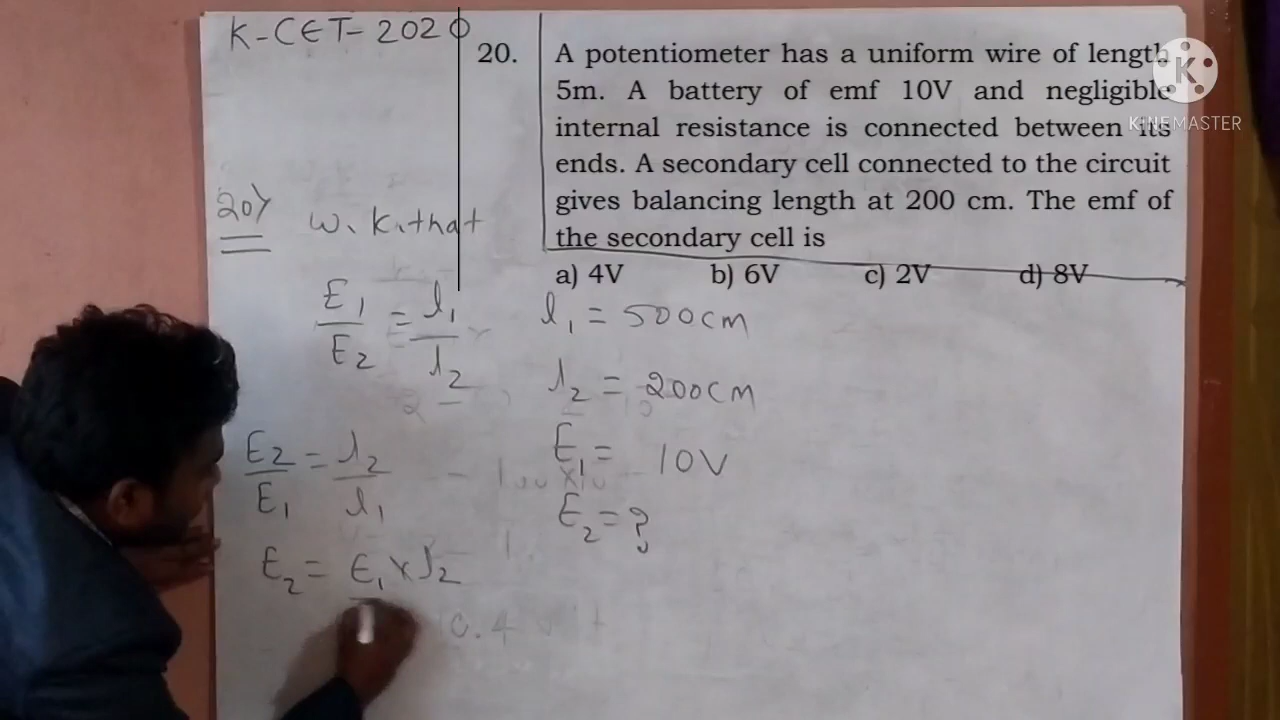 K-CET-2020
20. A potentiometer has a uniform wire of length
5m. A battery of emf 10V and negligible
internal resistance is connected between its
ends. A secondary cell connected to the circuit
gives balancing length at 200 cm. The emf of
the secondary cell is
a) 4V b) 6V c) 2V d) 8V
K
KINEMASTER
20) W.K.that
E1/E2 = l1/l2
l1 = 500cm
l2 = 200cm
E1 = 10V
E2 = ?
E2/E1 = l2/l1
E2 = E1 x l2
0.4